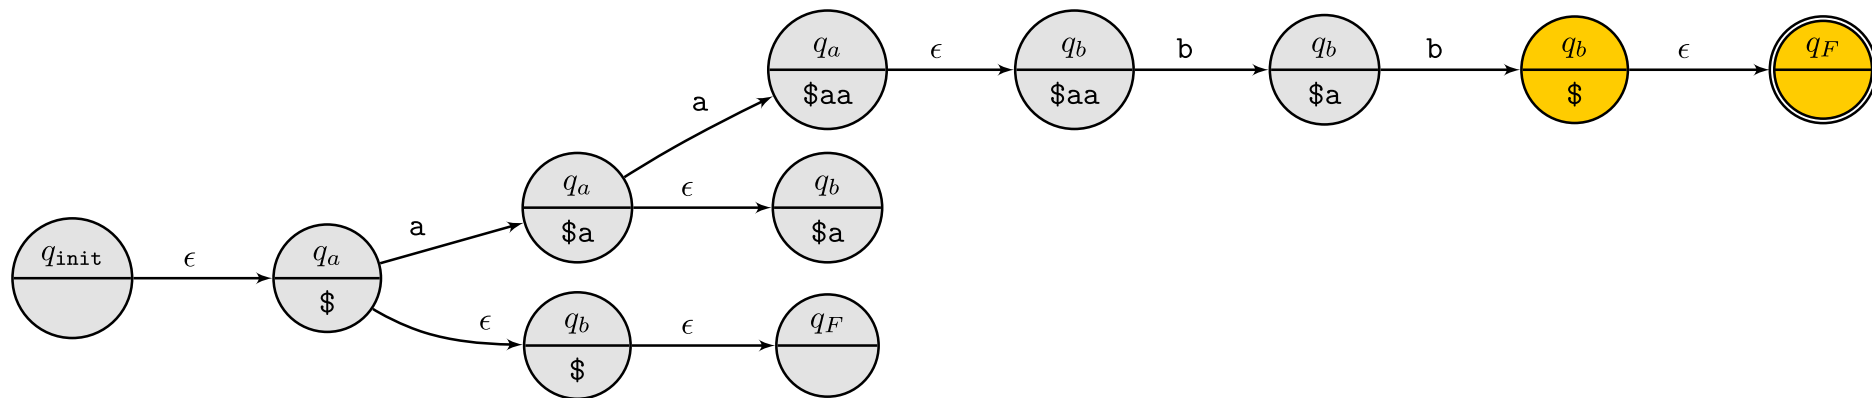 q_a ϵ q_b b q_b b q_b ϵ q_F
$aa $aa $a $
a
q_a ϵ q_b
$a $a
a
q_init ϵ q_a
$
ϵ q_b ϵ q_F
$